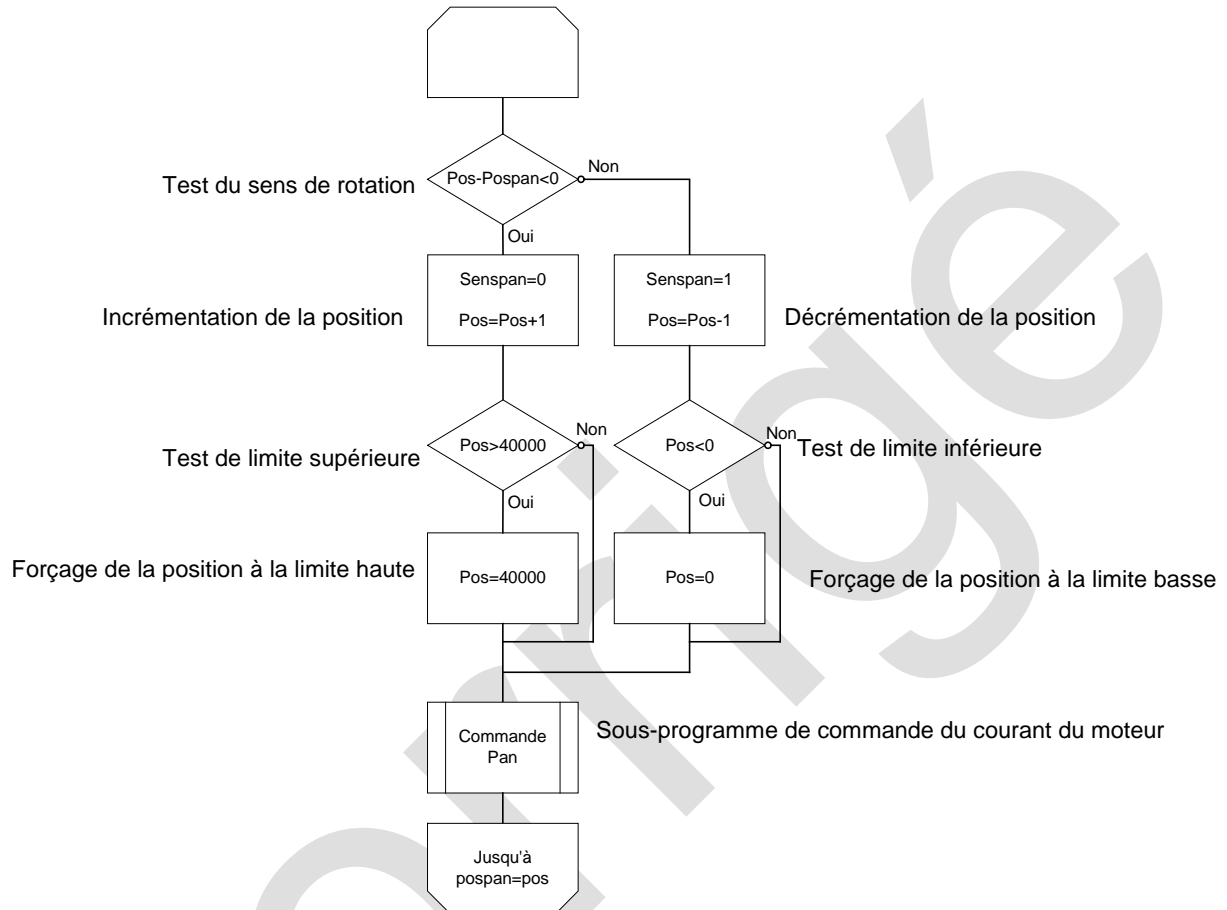 Non
Test du sens de rotation
Pos-Pospan<0
Oui
Senspan=0
Pos=Pos+1
Senspan=1
Pos=Pos-1
Incrémentation de la position
Décrémentation de la position
Non
Non
Test de limite supérieure
Pos>40000
Pos<0
Test de limite inférieure
Oui
Oui
Forçage de la position à la limite haute
Pos=40000
Pos=0
Forçage de la position à la limite basse
Commande
Pan
Sous-programme de commande du courant du moteur
Jusqu'à
pospan=pos